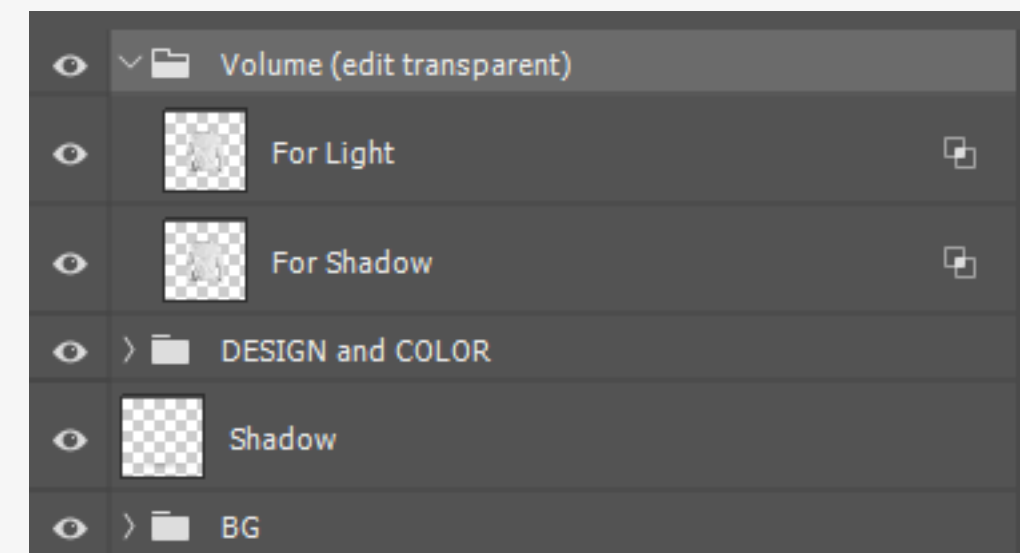 Volume (edit transparent)
For Light
For Shadow
DESIGN and COLOR
Shadow
BG